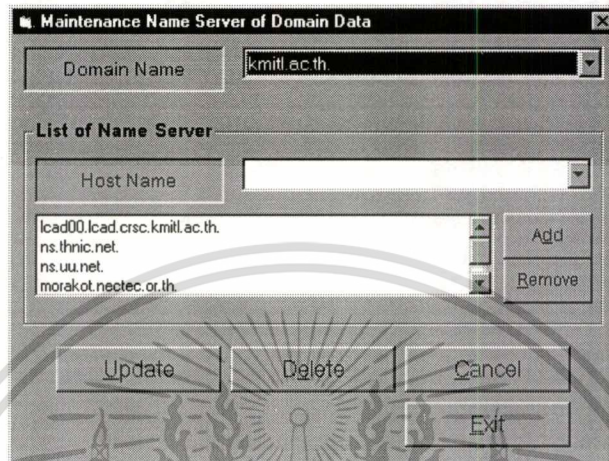 Maintenance Name Server of Domain Data
Domain Name
kmitl.ac.th.
List of Name Server
Host Name
lcad00.lcad.crsc.kmitl.ac.th.
ns.thnic.net.
ns.uu.net.
morakot.nectec.or.th.
Add
Remove
Update
Delete
Cancel
Exit